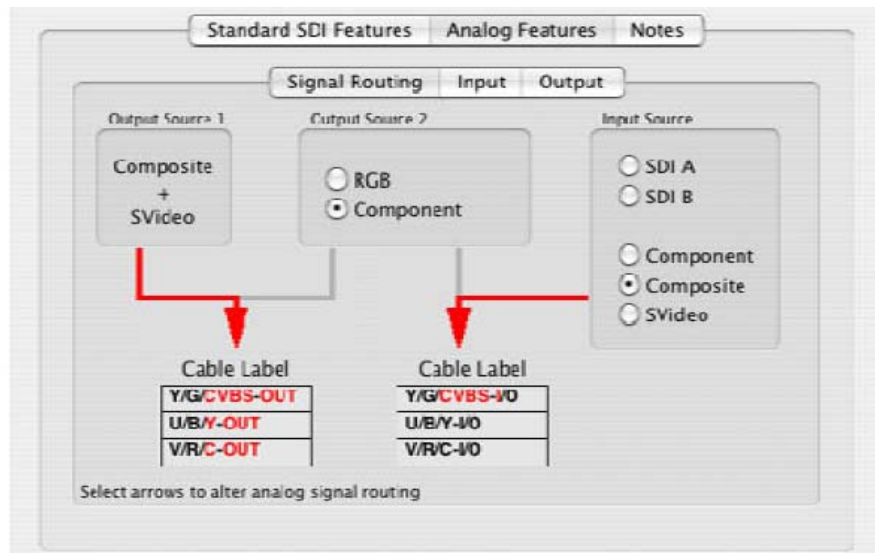 Standard SDI Features Analog Features Notes
Signal Routing Input Output
Output Source 1 Output Source 2 Input Source
Composite
+
SVideo
RGB
Component
SDI A
SDI B
Component
Composite
SVideo
Cable Label
Y/G/CVBS-OUT
U/B/Y-OUT
V/R/C-OUT
Cable Label
Y/G/CVBS-I/O
U/B/Y-I/O
V/R/C-I/O
Select arrows to alter analog signal routing